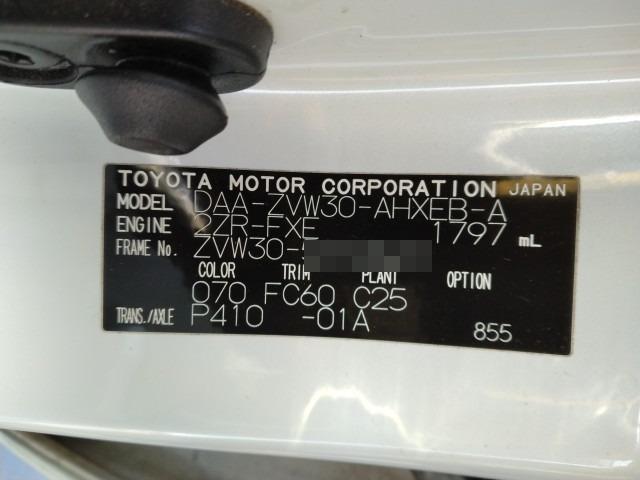 TOYOTA MOTOR CORPORATION JAPAN
MODEL DAA-ZVW30-AHXEB-A
ENGINE 2ZR-FXE 1797 mL
FRAME No. ZVW30-
COLOR TRIM PLANT OPTION
070 FC60 C25
TRANS./AXLE P410 -01A 855